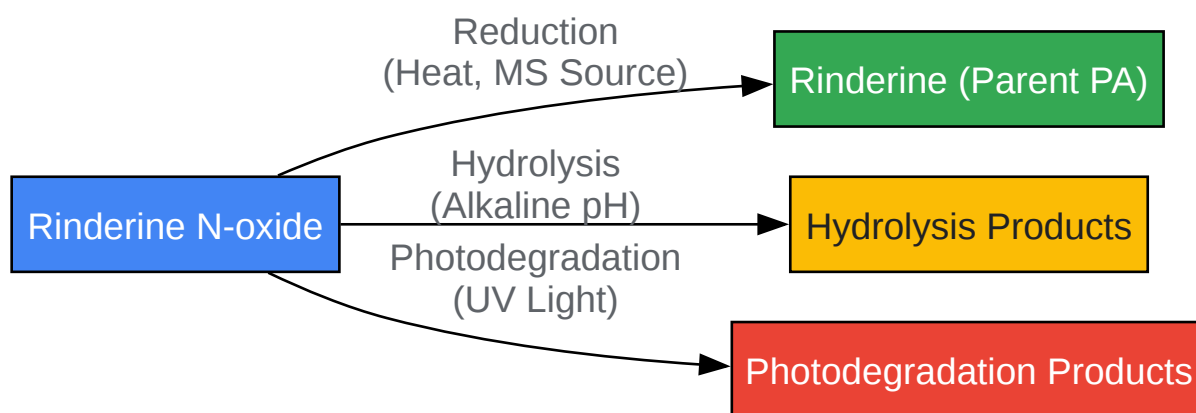 Reduction
(Heat, MS Source)
Rinderine (Parent PA)
Hydrolysis
(Alkaline pH)
Rinderine N-oxide
Hydrolysis Products
Photodegradation
(UV Light)
Photodegradation Products